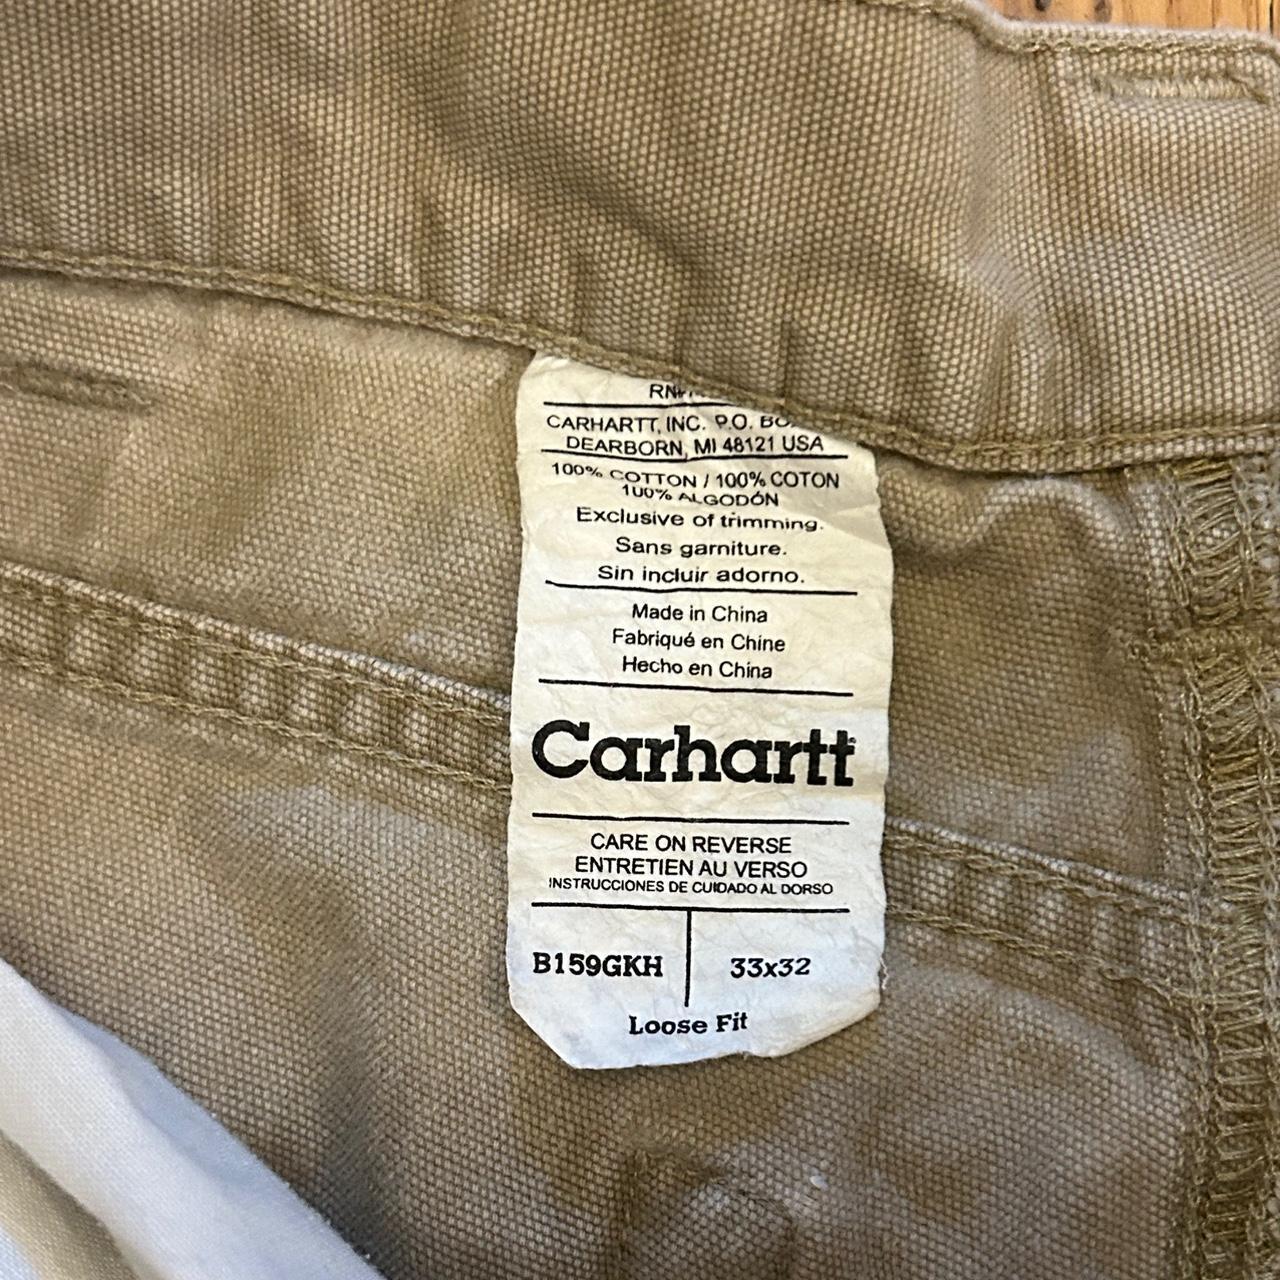 CARHARTT, INC. P.O.
DEARBORN, MI 48121 USA
100% COTTON / 100% COTON
100% ALGODÓN
Exclusive of trimming.
Sans garniture.
Sin incluir adorno.
Made in China
Fabriqué en Chine
Hecho en China
Carhartt
CARE ON REVERSE
ENTRETIEN AU VERSO
INSTRUCCIONES DE CUIDADO AL DORSO
B159GKH 33x32
Loose Fit